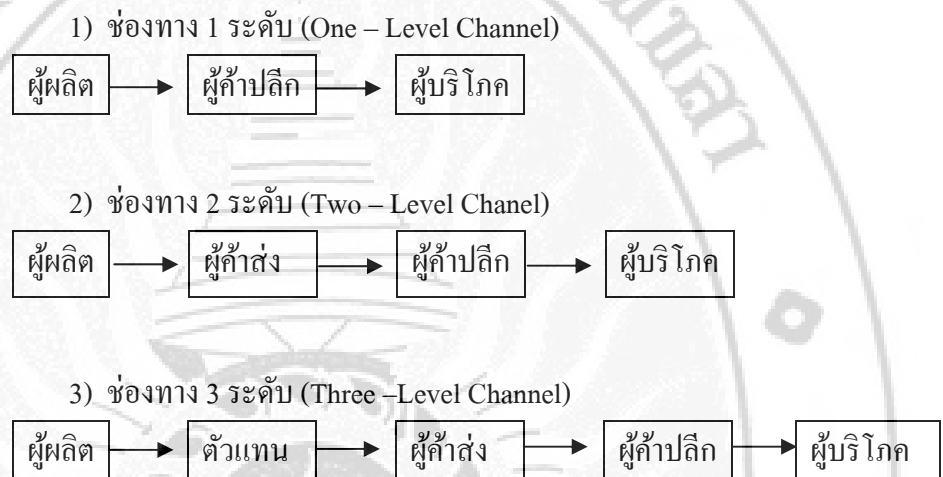 1) ช่องทาง 1 ระดับ (One – Level Channel)
ผู้ผลิต ผู้ค้าปลีก ผู้บริโภค
2) ช่องทาง 2 ระดับ (Two – Level Chanel)
ผู้ผลิต ผู้ค้าส่ง ผู้ค้าปลีก ผู้บริโภค
3) ช่องทาง 3 ระดับ (Three –Level Channel)
ผู้ผลิต ตัวแทน ผู้ค้าส่ง ผู้ค้าปลีก ผู้บริโภค